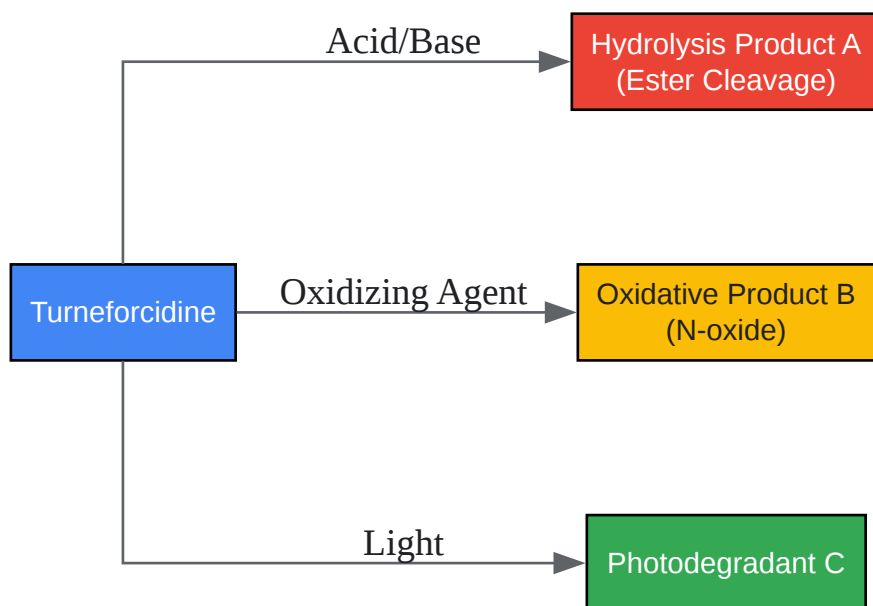 Acid/Base
Hydrolysis Product A
(Ester Cleavage)
Turneforcidine
Oxidizing Agent
Oxidative Product B
(N-oxide)
Light
Photodegradant C